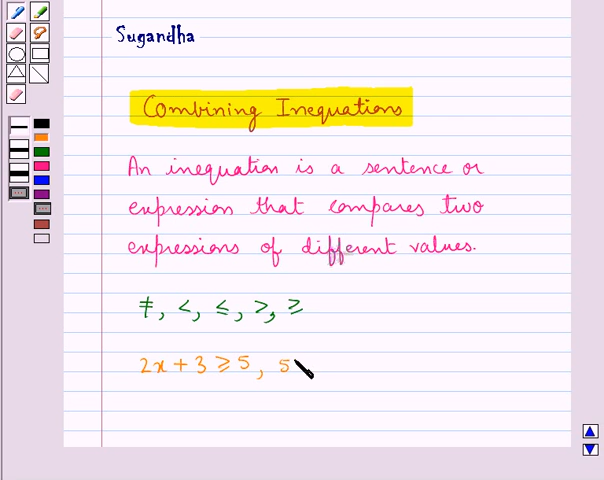 Sugandha
Combining Inequations
An inequation is a sentence or
expression that compares two
expressions of different values.
≠, <, ≤, >, ≥
2x + 3 ≥ 5, 5